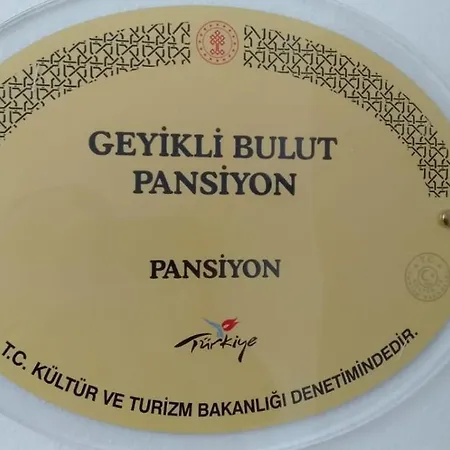 GEYİKLİ BULUT
PANSİYON
PANSİYON
Türkiye
T.C. KÜLTÜR VE TURİZM BAKANLIĞI DENETİMİNDEDİR.